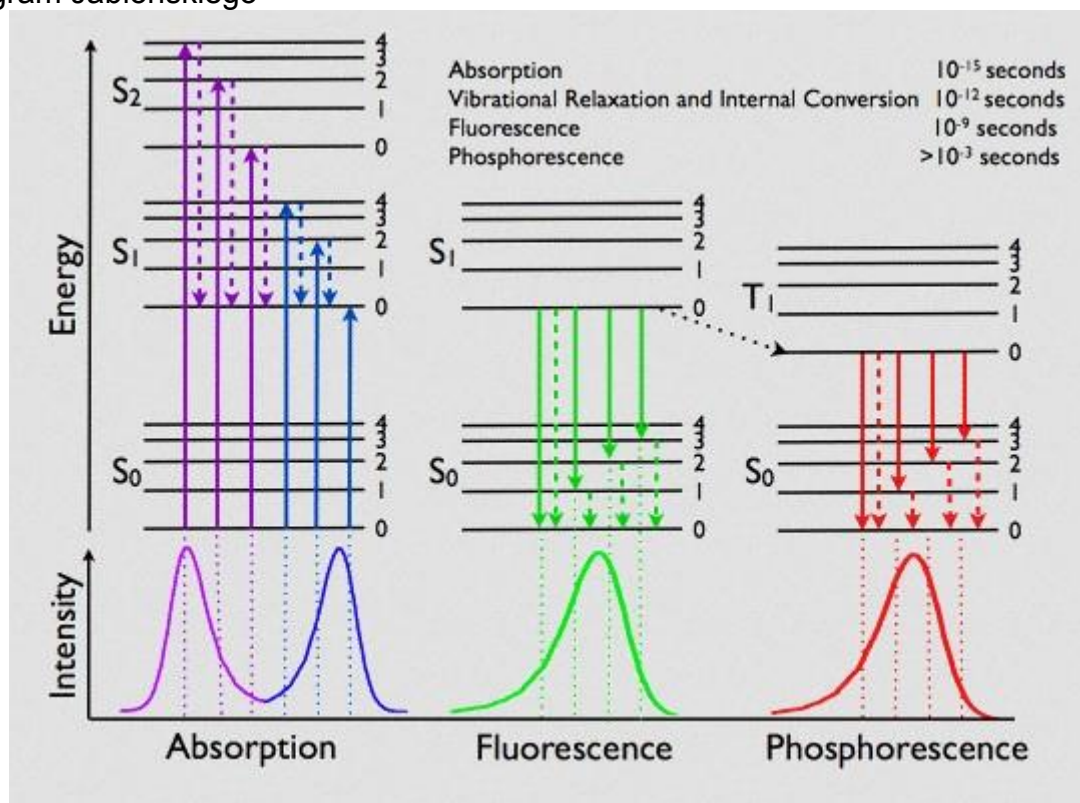 gram Jabłońskiego
Absorption 10⁻¹⁵ seconds
Vibrational Relaxation and Internal Conversion 10⁻¹² seconds
Fluorescence 10⁻⁹ seconds
Phosphorescence >10⁻³ seconds
Energy
S₂
4
3
2
1
0
S₁
4
3
2
1
0
S₀
4
3
2
1
0
S₁
4
3
2
1
0
S₀
4
3
2
1
0
T₁
4
3
2
1
0
S₀
4
3
2
1
0
Intensity
Absorption
Fluorescence
Phosphorescence